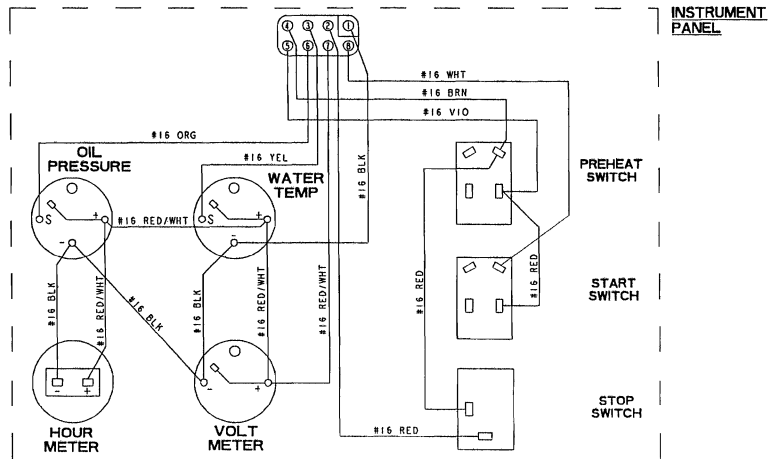 INSTRUMENT
PANEL
4 3 2 1
5 6 7 8
#16 WHT
#16 BRN
#16 VIO
#16 ORG
OIL
PRESSURE
#16 YEL
WATER
TEMP
#16 BLK
PREHEAT
SWITCH
S + #16 RED/WHT S +
-
-
#16 BLK
#16 RED/WHT
#16 BLK
#16 BLK
#16 RED/WHT
#16 RED/WHT
#16 RED
#16 RED
START
SWITCH
- +
- +
HOUR
METER
VOLT
METER
#16 RED
STOP
SWITCH